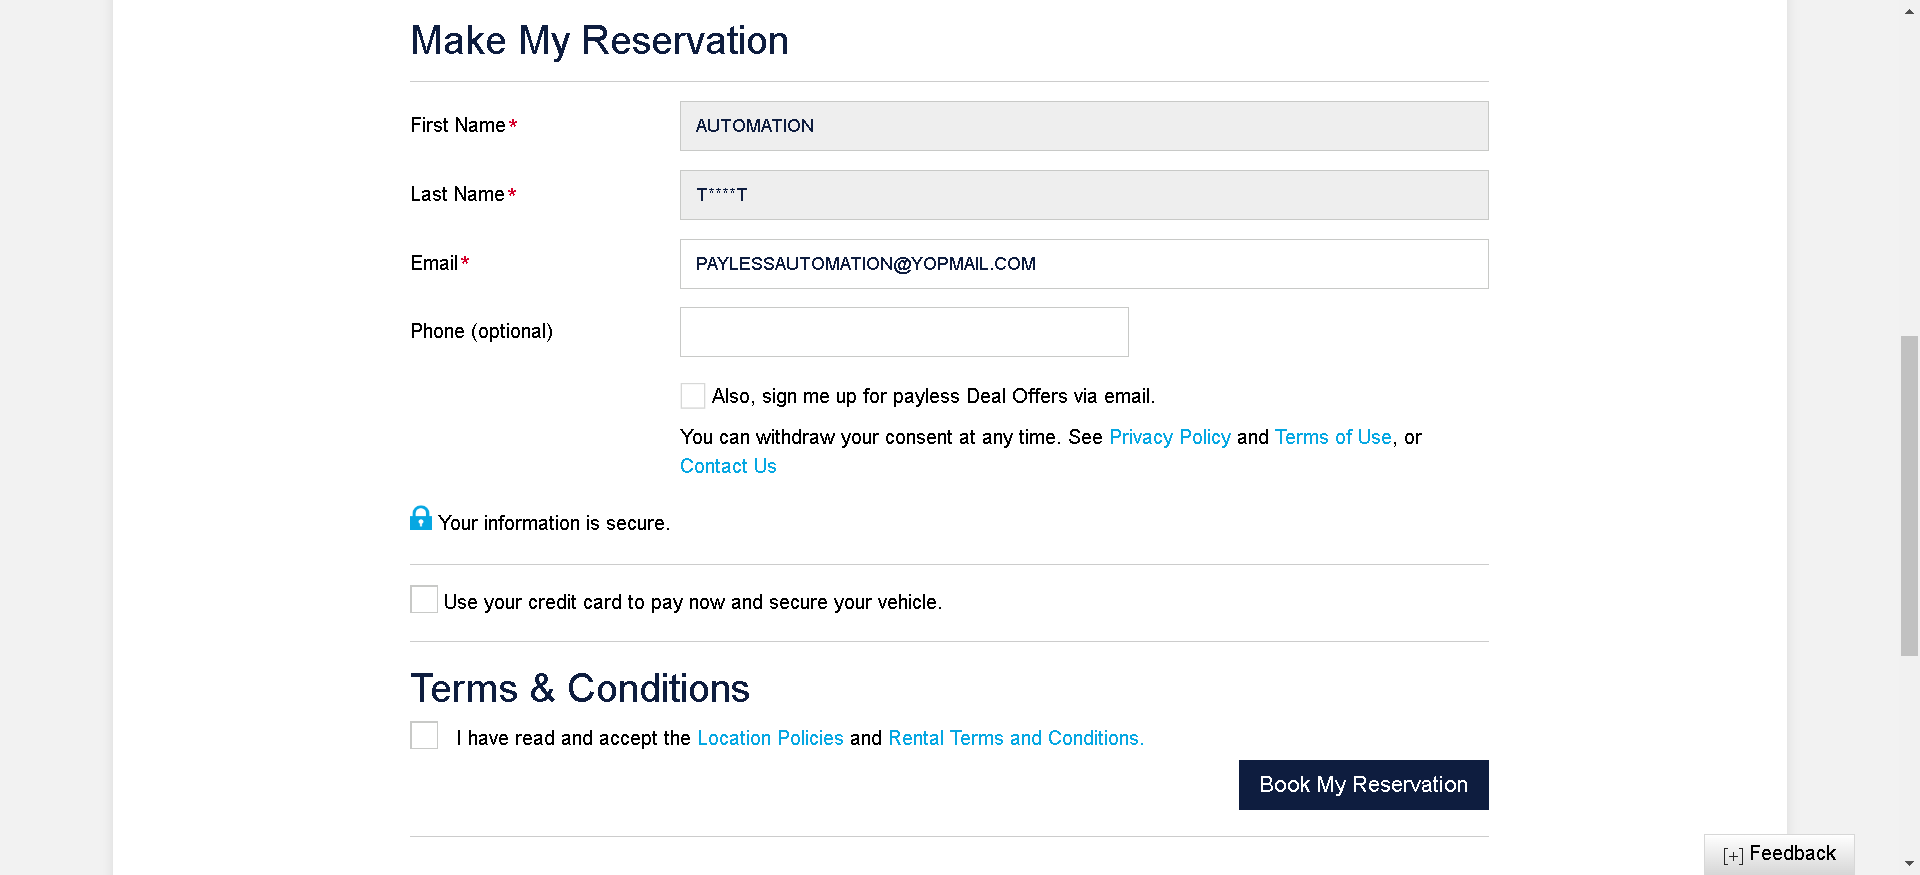 Make My Reservation
First Name*
AUTOMATION
Last Name*
T****T
Email*
PAYLESSAUTOMATION@YOPMAIL.COM
Phone (optional)
Also, sign me up for payless Deal Offers via email.
You can withdraw your consent at any time. See Privacy Policy and Terms of Use, or
Contact Us
Your information is secure.
Use your credit card to pay now and secure your vehicle.
Terms & Conditions
I have read and accept the Location Policies and Rental Terms and Conditions.
Book My Reservation
[+] Feedback